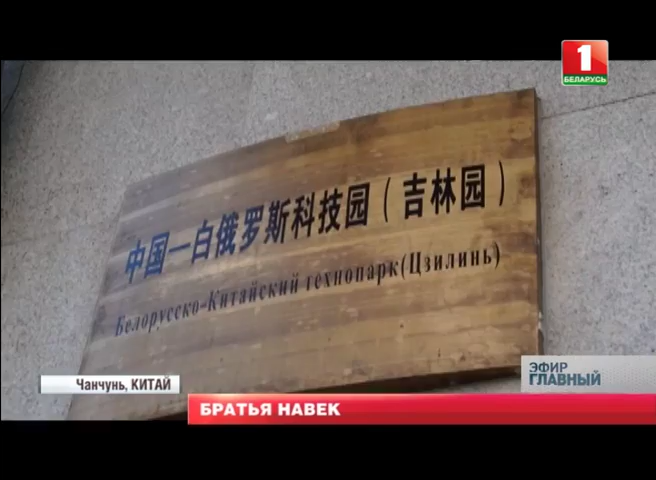 1
БЕЛАРУСЬ
中国—白俄罗斯科技园（吉林园）
Белорусско-Китайский технопарк(Цзилинь)
ЭФИР
ГЛАВНЫЙ
Чанчунь, КИТАЙ
БРАТЬЯ НАВЕК